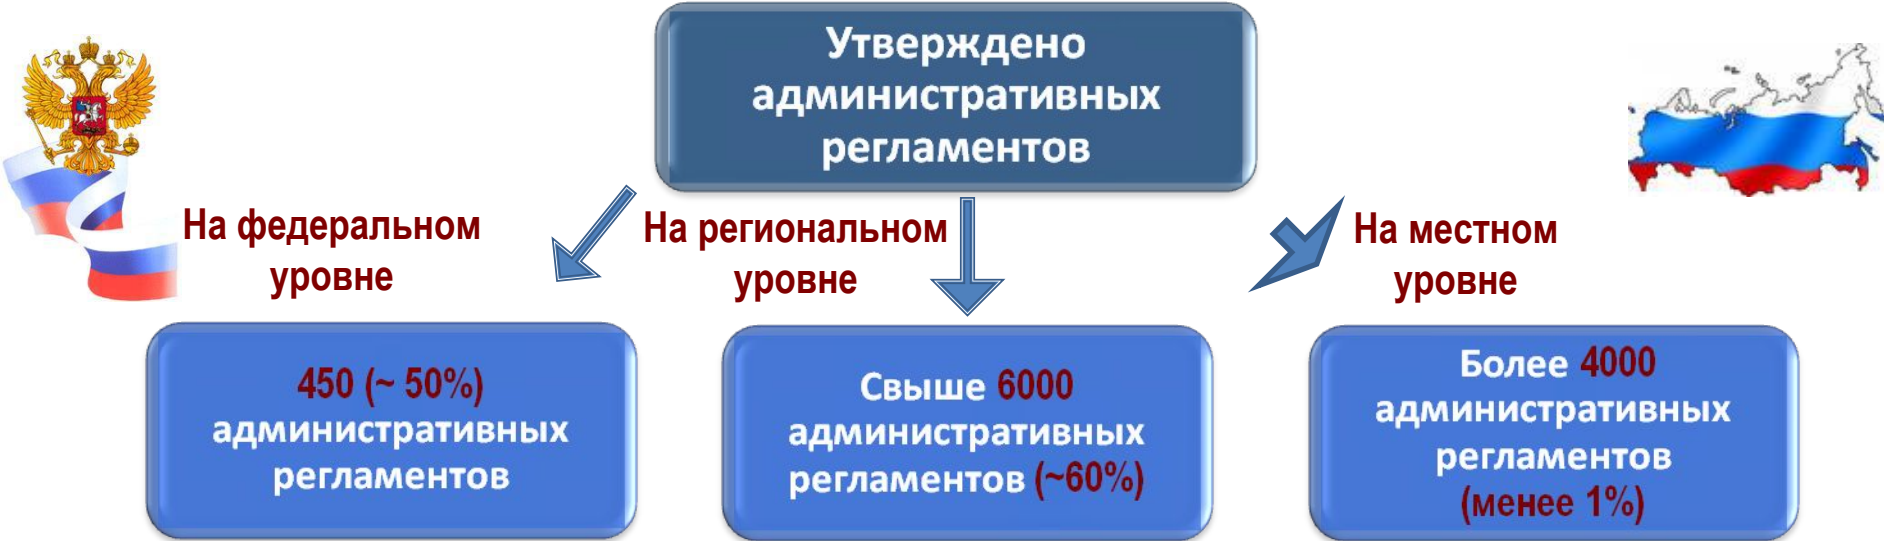 Утверждено
административных
регламентов
На федеральном
уровне
На региональном
уровне
На местном
уровне
450 (~ 50%)
административных
регламентов
Свыше 6000
административных
регламентов (~60%)
Более 4000
административных
регламентов
(менее 1%)